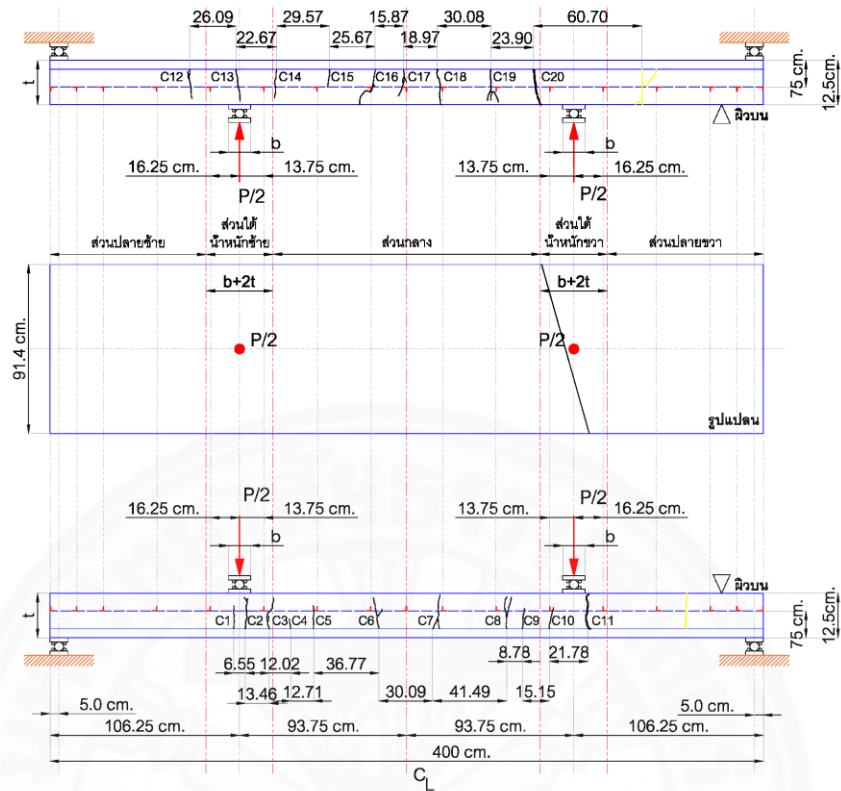 26.09 29.57 15.87 30.08 60.70
22.67 25.67 18.97 23.90
C12 C13 C14 C15 C16 C17 C18 C19 C20
t
75 cm.
12.5cm.
ผิวบน
b b
16.25 cm. 13.75 cm. 13.75 cm. 16.25 cm.
P/2 P/2
ส่วนปลายซ้าย ส่วนใต้น้ำหนักซ้าย ส่วนกลาง ส่วนใต้น้ำหนักขวา ส่วนปลายขวา
b+2t b+2t
P/2 P/2
91.4 cm.
รูปแปลน
P/2 P/2
16.25 cm. 13.75 cm. 13.75 cm. 16.25 cm.
b b
ผิวบน
t
C1 C2 C3 C4 C5 C6 C7 C8 C9 C10 C11
75 cm.
12.5cm.
6.55 12.02 36.77 8.78 21.78
13.46 12.71 30.09 41.49 15.15
5.0 cm. 5.0 cm.
106.25 cm. 93.75 cm. 93.75 cm. 106.25 cm.
400 cm.
CL